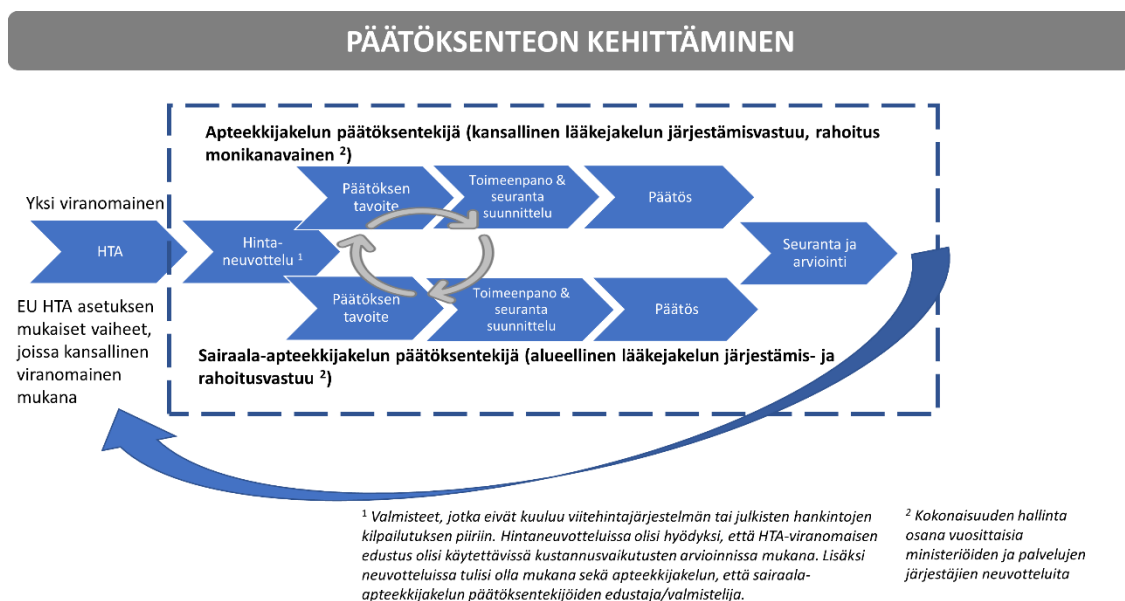 PÄÄTÖKSENTEON KEHITTÄMINEN
Apteekkijakelun päätöksentekijä (kansallinen lääkejakelun järjestämisvastuu, rahoitus
monikanavainen ²)
Yksi viranomainen
HTA
Hinta-
neuvottelu ¹
Päätöksen
tavoite
Toimeenpano &
seuranta
suunnittelu
Päätös
Päätöksen
tavoite
Toimeenpano &
seuranta
suunnittelu
Päätös
Seuranta ja
arviointi
EU HTA asetuksen
mukaiset vaiheet,
joissa kansallinen
viranomainen
mukana
Sairaala-apteekkijakelun päätöksentekijä (alueellinen lääkejakelun järjestämis- ja
rahoitusvastuu ²)
¹ Valmisteet, jotka eivät kuuluu viitehintajärjestelmän tai julkisten hankintojen
kilpailutuksen piiriin. Hintaneuvotteluissa olisi hyödyksi, että HTA-viranomaisen
edustus olisi käytettävissä kustannusvaikutusten arvioinnissa mukana. Lisäksi
neuvotteluissa tulisi olla mukana sekä apteekkijakelun, että sairaala-
apteekkijakelun päätöksentekijöiden edustaja/valmistelija.
² Kokonaisuuden hallinta
osana vuosittaisia
ministeriöiden ja palvelujen
järjestäjien neuvotteluita